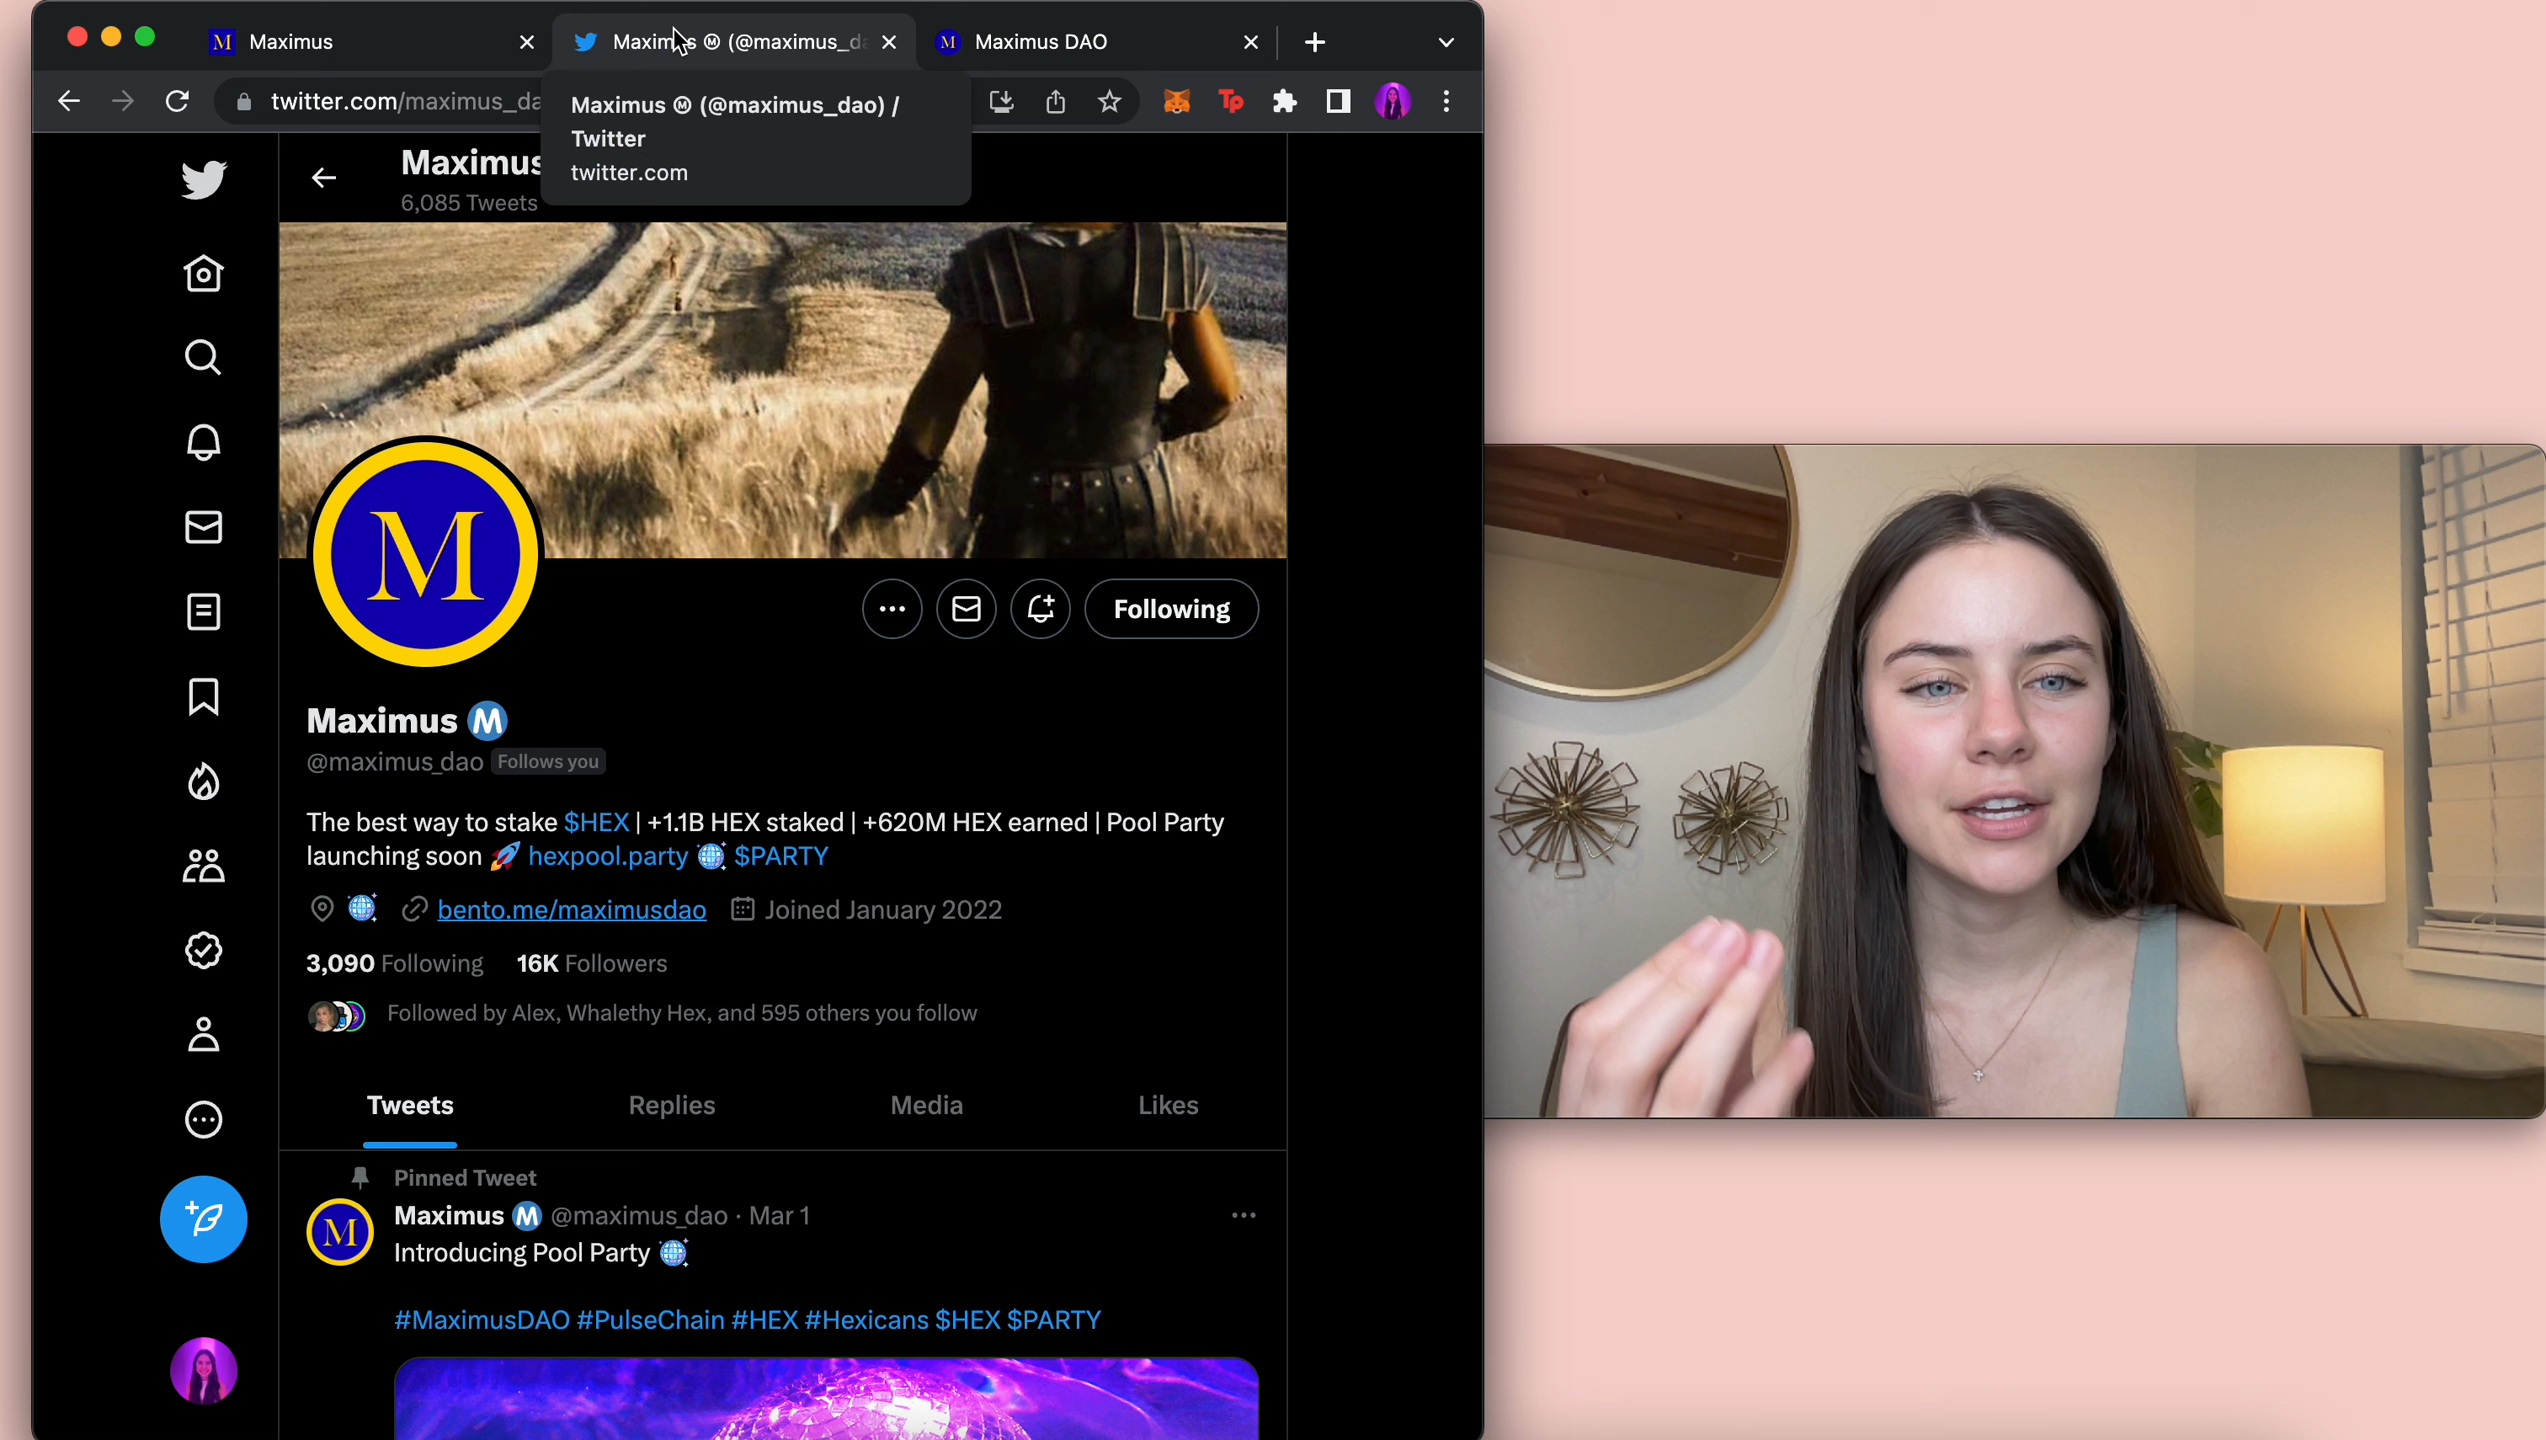 M Maximus
Maximus Ⓜ (@maximus_da
M Maximus DAO
twitter.com/maximus_da
Tp
Maximus Ⓜ (@maximus_dao) /
Twitter
twitter.com
Maximus
6,085 Tweets
M
Following
Maximus Ⓜ
@maximus_dao Follows you
The best way to stake $HEX | +1.1B HEX staked | +620M HEX earned | Pool Party
launching soon 🚀 hexpool.party 🪩 $PARTY
🪩 bento.me/maximusdao Joined January 2022
3,090 Following 16K Followers
Followed by Alex, Whalethy Hex, and 595 others you follow
Tweets Replies Media Likes
Pinned Tweet
M Maximus Ⓜ @maximus_dao · Mar 1
Introducing Pool Party 🪩
#MaximusDAO #PulseChain #HEX #Hexicans $HEX $PARTY